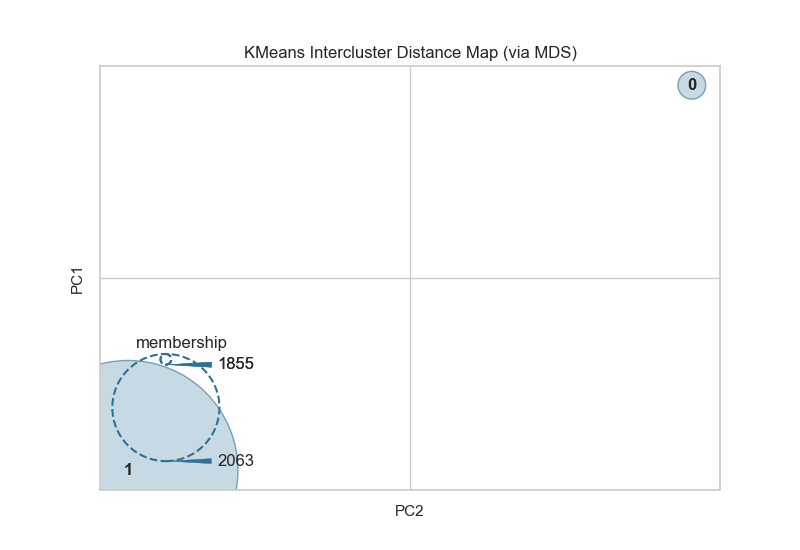 KMeans Intercluster Distance Map (via MDS)
0
PC1
membership
1855
2063
1
PC2